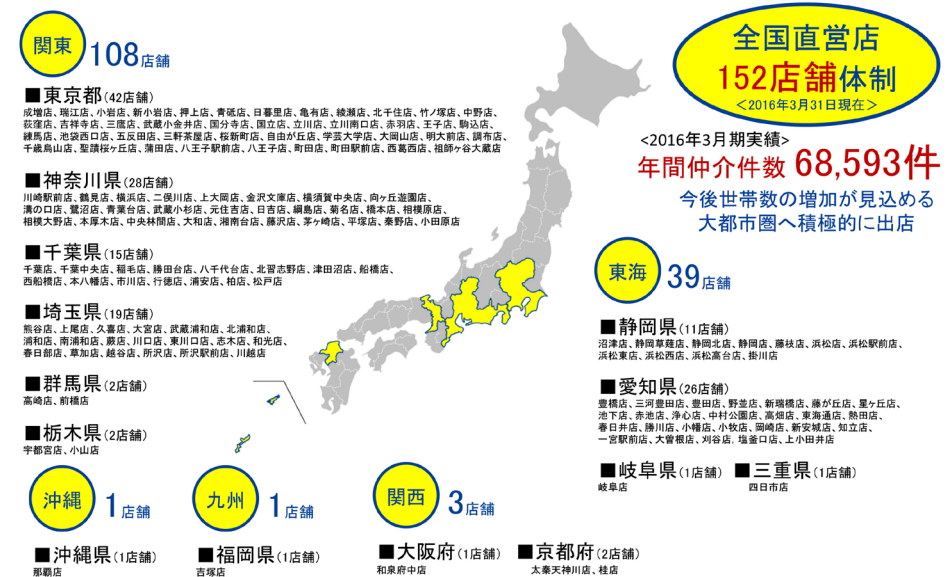 関東 108店舗
■東京都(42店舗)
成増店、瑞江店、小岩店、新小岩店、押上店、青砥店、日暮里店、亀有店、綾瀬店、北千住店、竹ノ塚店、中野店、
荻窪店、吉祥寺店、三鷹店、武蔵小金井店、国分寺店、国立店、立川店、立川南口店、赤羽店、王子店、駒込店、
練馬店、池袋西口店、五反田店、三軒茶屋店、桜新町店、自由が丘店、学芸大学店、大岡山店、明大前店、調布店、
千歳烏山店、聖蹟桜ヶ丘店、蒲田店、八王子駅前店、八王子店、町田店、町田駅前店、西葛西店、祖師ヶ谷大蔵店
■神奈川県(28店舗)
川崎駅前店、鶴見店、横浜店、二俣川店、上大岡店、金沢文庫店、横須賀中央店、向ヶ丘遊園店、
溝の口店、鷺沼店、青葉台店、武蔵小杉店、元住吉店、日吉店、綱島店、菊名店、橋本店、相模原店、
相模大野店、本厚木店、中央林間店、大和店、湘南台店、藤沢店、茅ヶ崎店、平塚店、秦野店、小田原店
■千葉県(15店舗)
千葉店、千葉中央店、稲毛店、勝田台店、八千代台店、北習志野店、津田沼店、船橋店、
西船橋店、本八幡店、市川店、行徳店、浦安店、柏店、松戸店
■埼玉県(19店舗)
熊谷店、上尾店、久喜店、大宮店、武蔵浦和店、北浦和店、
浦和店、南浦和店、蕨店、川口店、東川口店、志木店、和光店、
春日部店、草加店、越谷店、所沢店、所沢駅前店、川越店
■群馬県(2店舗)
高崎店、前橋店
■栃木県(2店舗)
宇都宮店、小山店
全国直営店
152店舗体制
＜2016年3月31日現在＞
<2016年3月期実績>
年間仲介件数 68,593件
今後世帯数の増加が見込める
大都市圏へ積極的に出店
東海 39店舗
■静岡県(11店舗)
沼津店、静岡草薙店、静岡北店、静岡店、藤枝店、浜松店、浜松駅前店、
浜松東店、浜松西店、浜松高台店、掛川店
■愛知県(26店舗)
豊橋店、三河豊田店、豊田店、野並店、新瑞橋店、藤が丘店、星ヶ丘店、
池下店、赤池店、浄心店、中村公園店、高畑店、東海通店、熱田店、
春日井店、勝川店、小幡店、小牧店、岡崎店、新安城店、知立店、
一宮駅前店、大曽根店、刈谷店、塩釜口店、上小田井店
■岐阜県(1店舗) ■三重県(1店舗)
岐阜店 四日市店
沖縄 1店舗
■沖縄県(1店舗)
那覇店
九州 1店舗
■福岡県(1店舗)
吉塚店
関西 3店舗
■大阪府(1店舗) ■京都府(2店舗)
和泉府中店 太秦天神川店、桂店